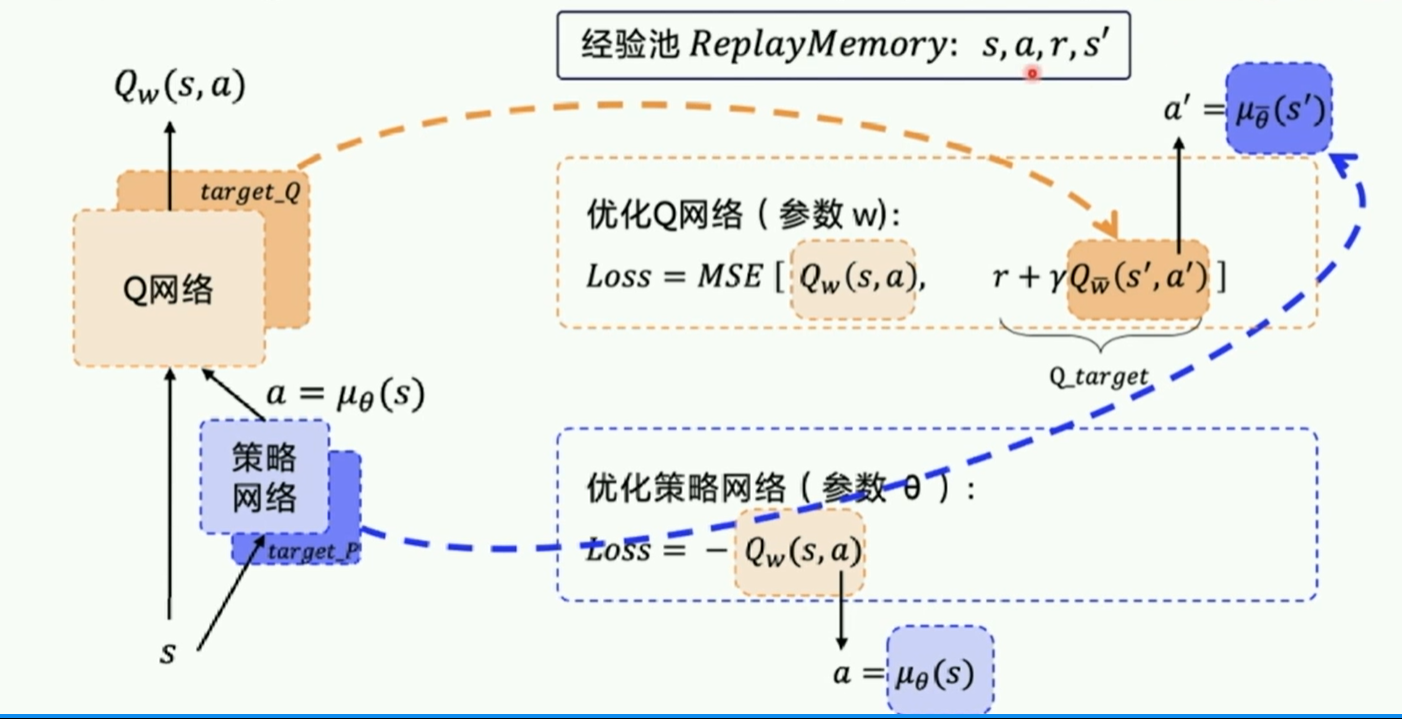 经验池 ReplayMemory: s, a, r, s′
Q_w(s, a)
a′ = μ_θ̅(s′)
target_Q
Q网络
优化Q网络（参数 w）:
Loss = MSE [ Q_w(s, a), r + γQ_w̅(s′, a′) ]
Q_target
a = μ_θ(s)
策略
网络
target_P
优化策略网络（参数 θ ）:
Loss = − Q_w(s, a)
s
a = μ_θ(s)